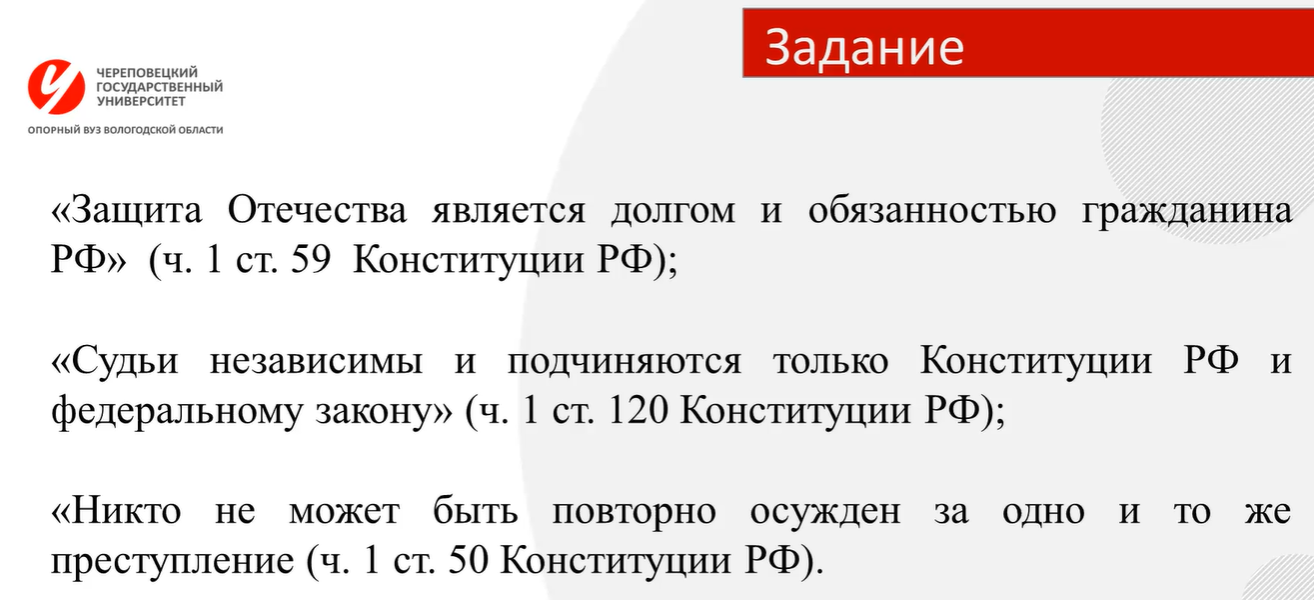 Задание
ЧЕРЕПОВЕЦКИЙ
ГОСУДАРСТВЕННЫЙ
УНИВЕРСИТЕТ
ОПОРНЫЙ ВУЗ ВОЛОГОДСКОЙ ОБЛАСТИ
«Защита Отечества является долгом и обязанностью гражданина
РФ» (ч. 1 ст. 59 Конституции РФ);
«Судьи независимы и подчиняются только Конституции РФ и
федеральному закону» (ч. 1 ст. 120 Конституции РФ);
«Никто не может быть повторно осужден за одно и то же
преступление (ч. 1 ст. 50 Конституции РФ).